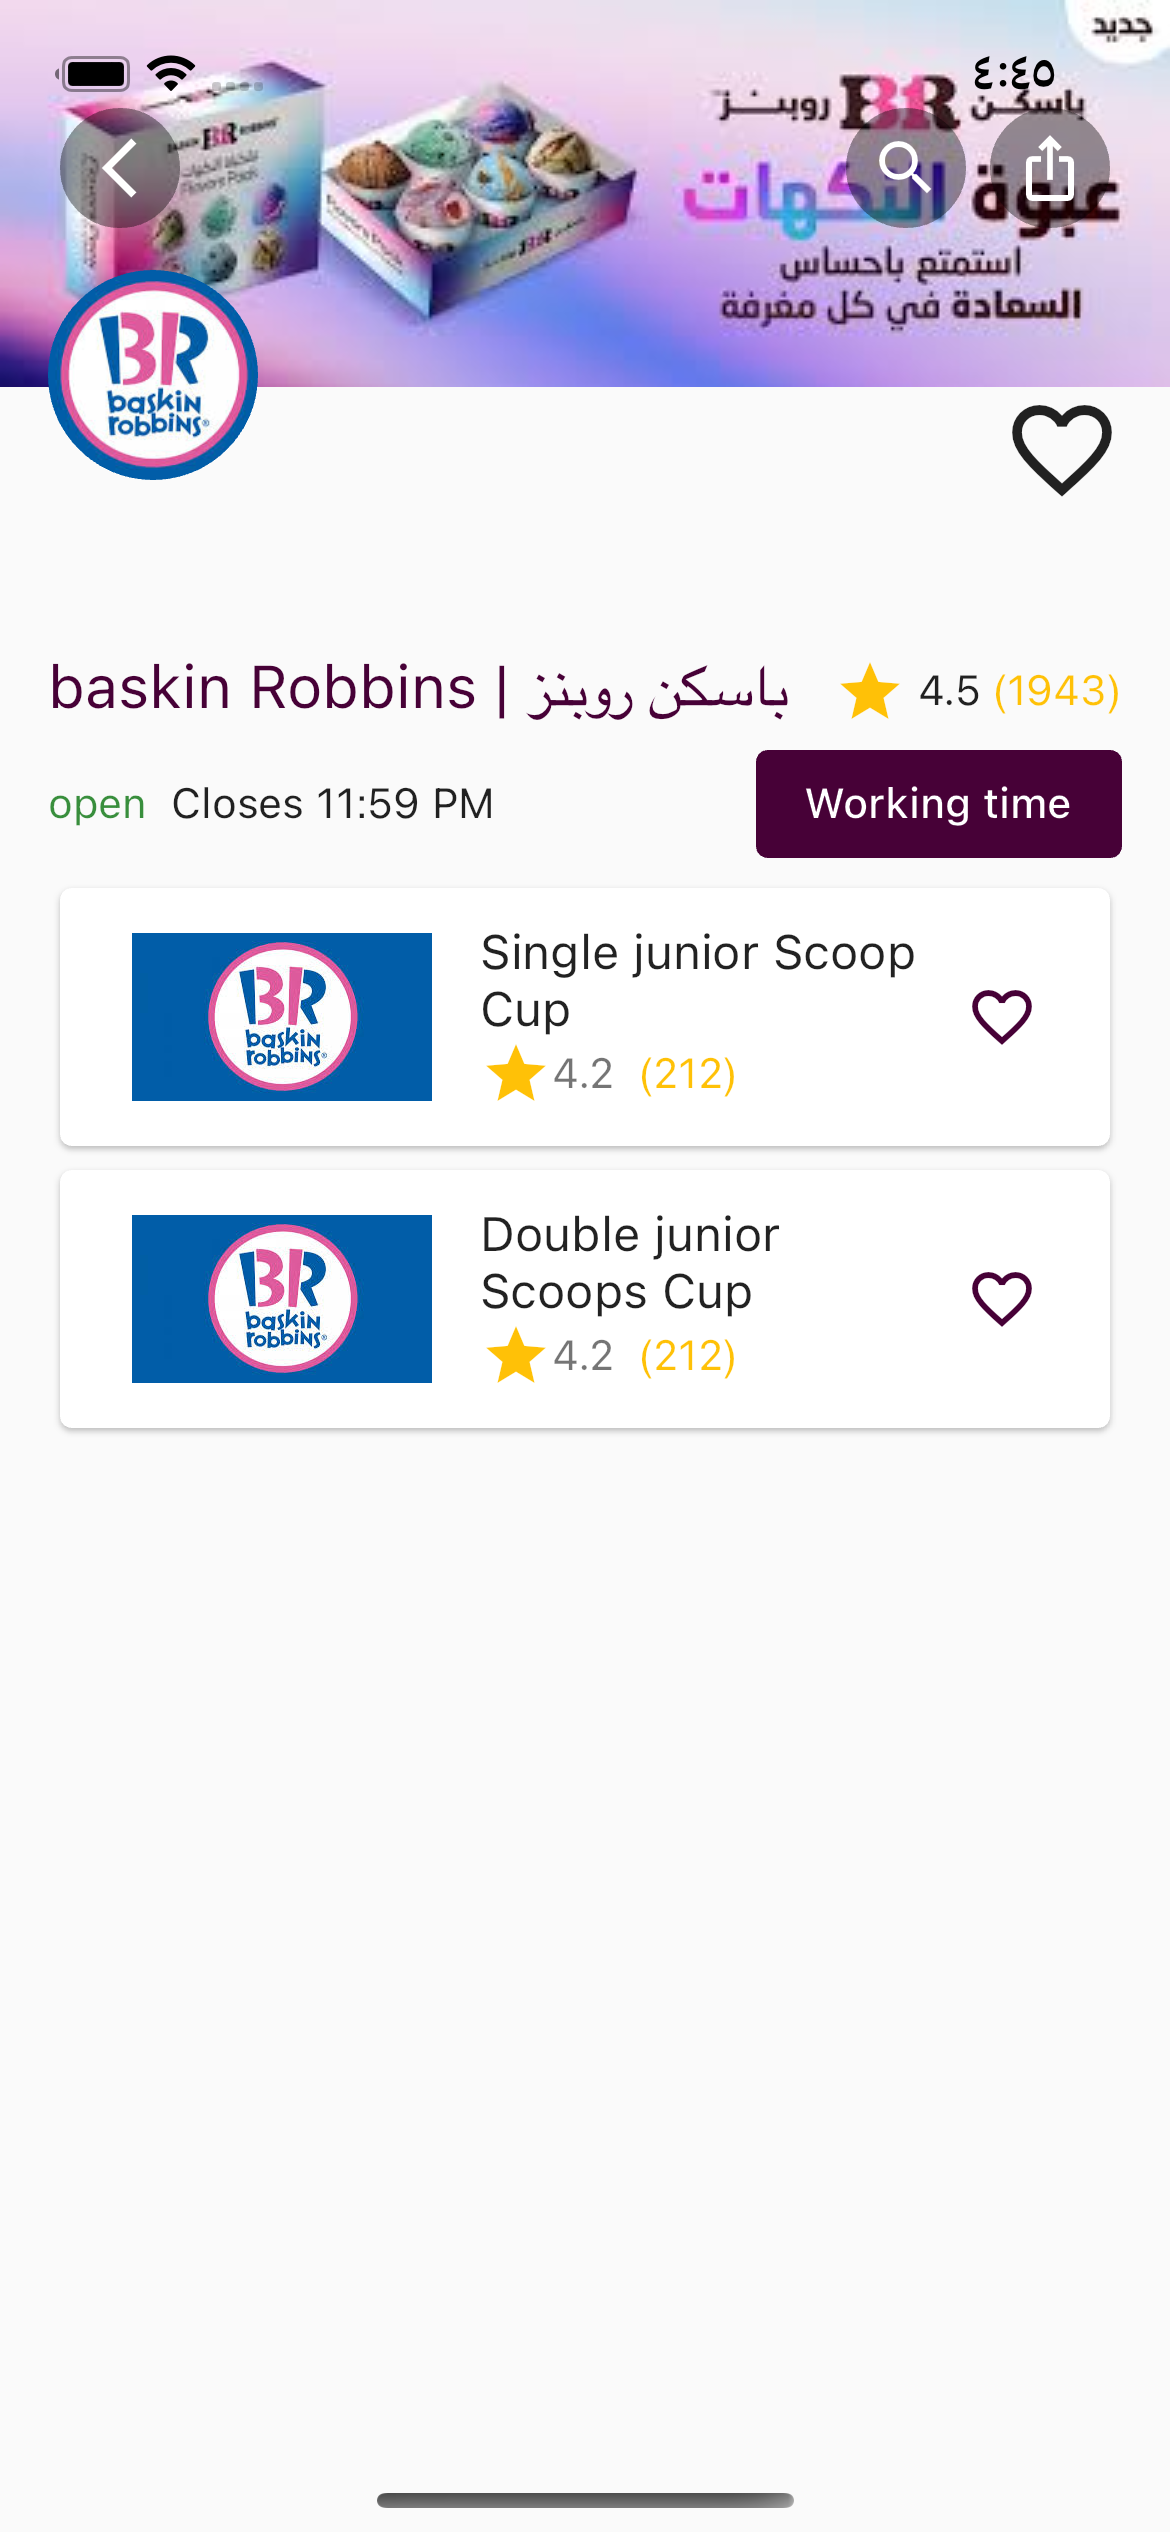 جديد
٤:٤٥
باسكن BR روبنز
عبوة النكهات
استمتع باحساس
السعادة في كل مغرفة
BR
baskin
robbins®
baskin Robbins | باسكن روبنز 4.5 (1943)
open Closes 11:59 PM
Working time
BR
baskin
robbins®
Single junior Scoop
Cup
4.2 (212)
BR
baskin
robbins®
Double junior
Scoops Cup
4.2 (212)